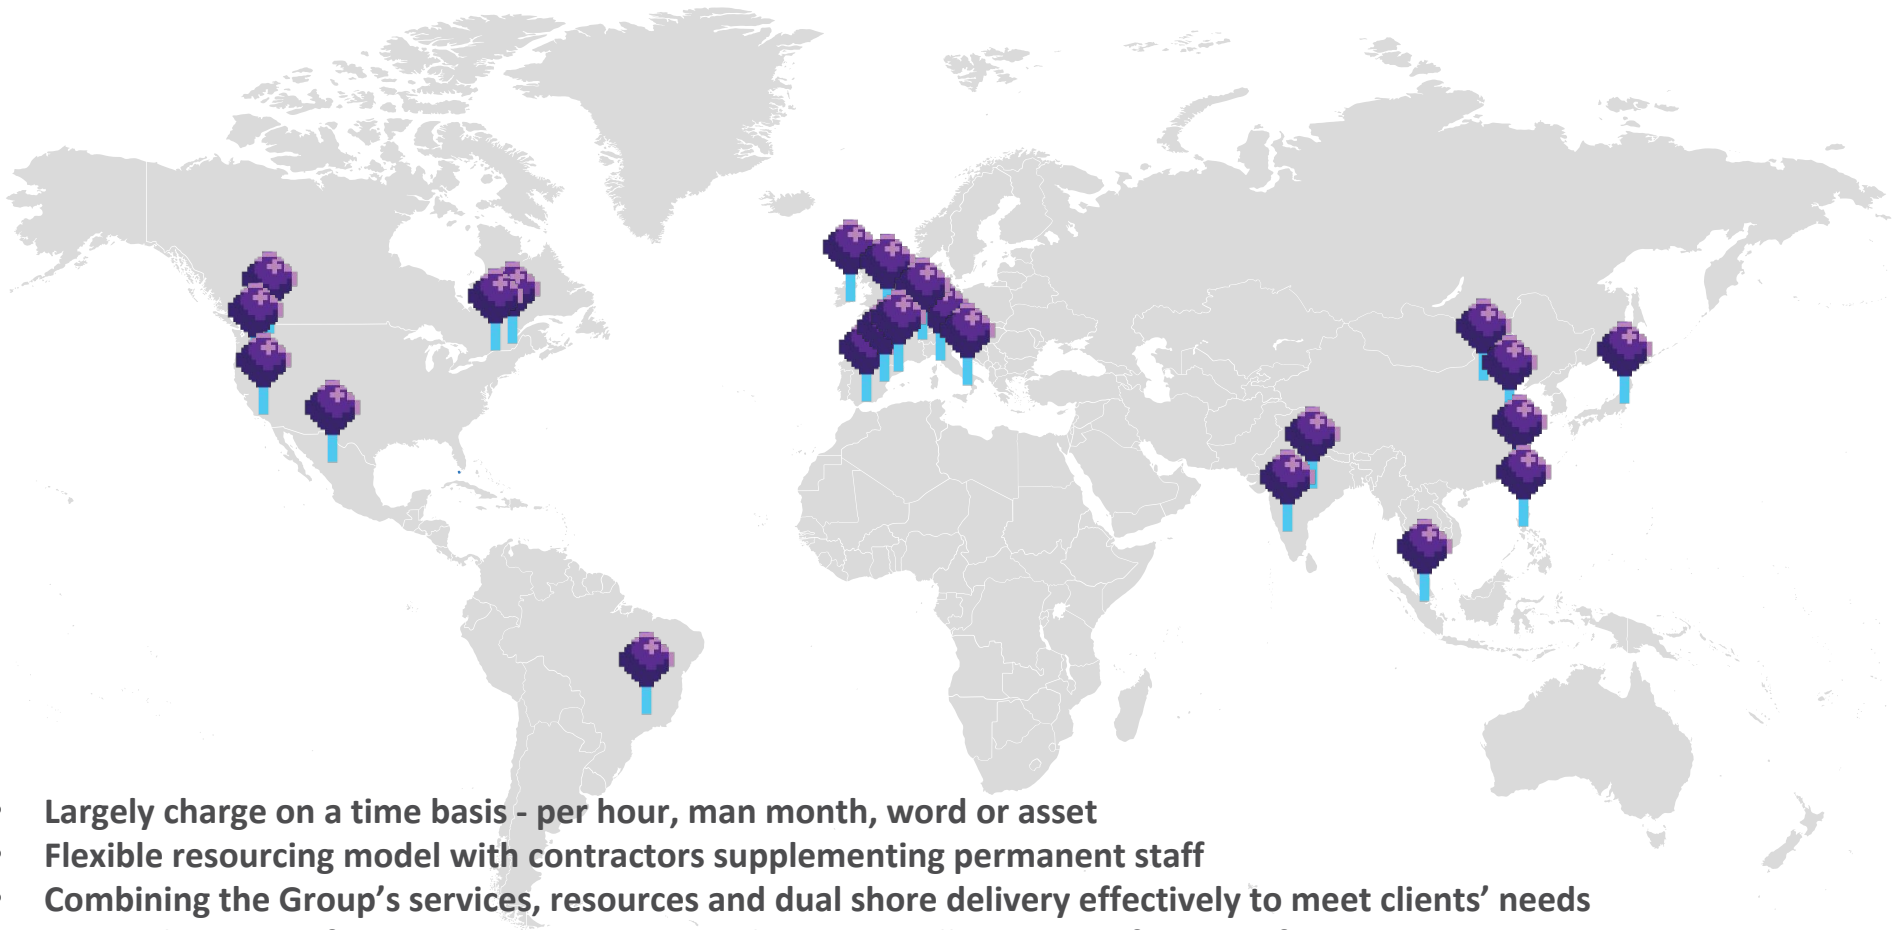 • Largely charge on a time basis - per hour, man month, word or asset
• Flexible resourcing model with contractors supplementing permanent staff
• Combining the Group’s services, resources and dual shore delivery effectively to meet clients’ needs